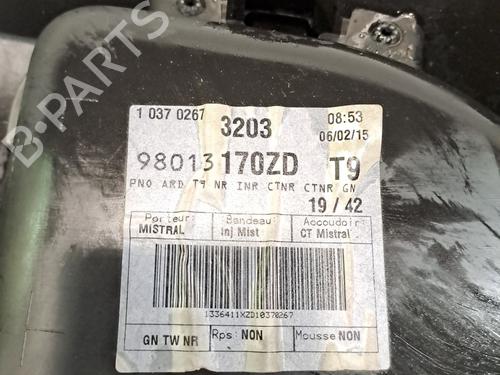 B-PARTS
1 0370 0267 3203 08:53
06/02/15
98013170ZD T9
PNO ARD T9 NR INR CTNR CTNR GN
19 / 42
Porteur: Bandeau: Accoudoir:
MISTRAL Inj Mist CT Mistral
1336411XZD10370267
GN TW NR Rps: NON Mousse NON